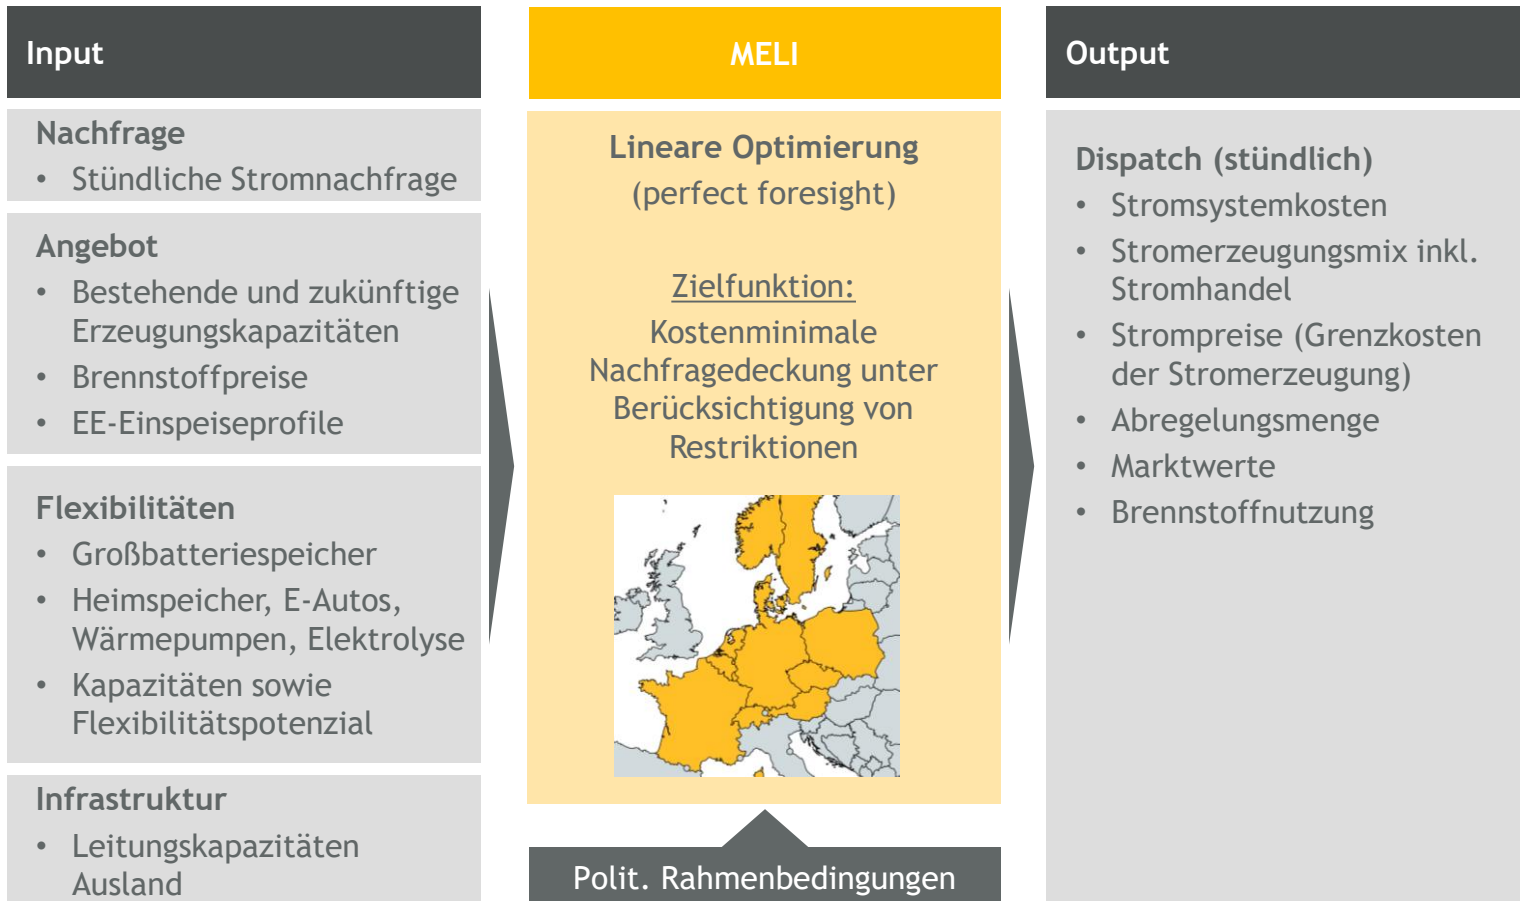 Input
Nachfrage
• Stündliche Stromnachfrage
Angebot
• Bestehende und zukünftige
Erzeugungskapazitäten
• Brennstoffpreise
• EE-Einspeiseprofile
Flexibilitäten
• Großbatteriespeicher
• Heimspeicher, E-Autos,
Wärmepumpen, Elektrolyse
• Kapazitäten sowie
Flexibilitätspotenzial
Infrastruktur
• Leitungskapazitäten
Ausland
MELI
Lineare Optimierung
(perfect foresight)
Zielfunktion:
Kostenminimale
Nachfragedeckung unter
Berücksichtigung von
Restriktionen
Polit. Rahmenbedingungen
Output
Dispatch (stündlich)
• Stromsystemkosten
• Stromerzeugungsmix inkl.
Stromhandel
• Strompreise (Grenzkosten
der Stromerzeugung)
• Abregelungsmenge
• Marktwerte
• Brennstoffnutzung